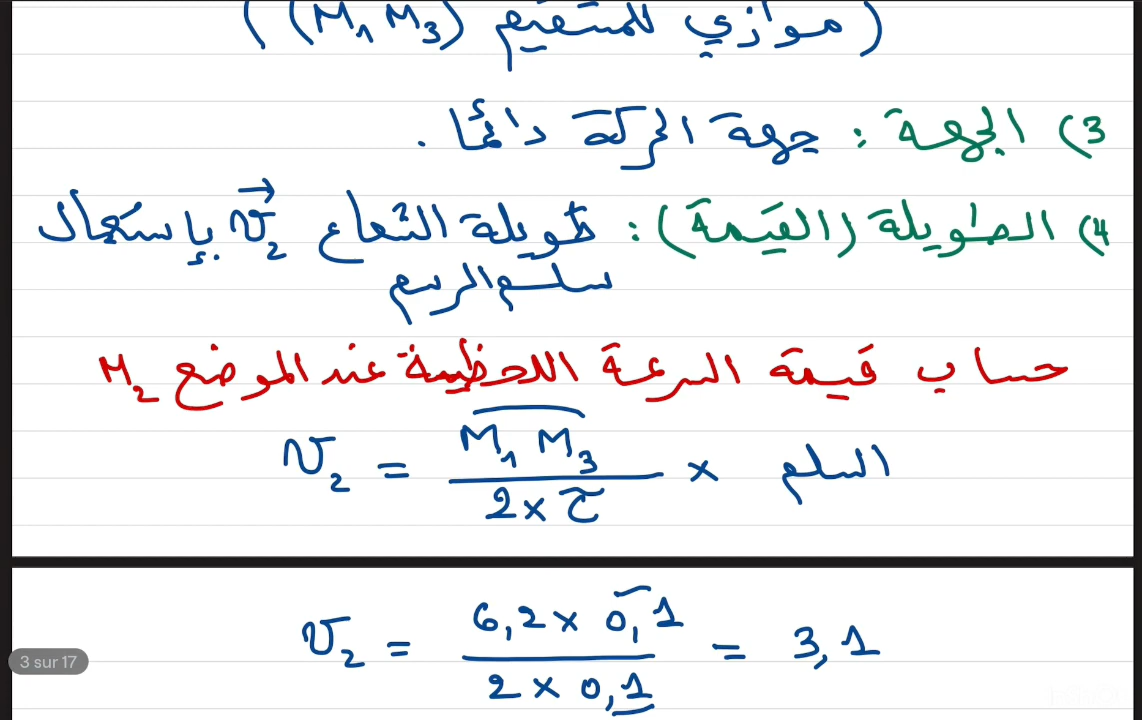 (موازي للمستقيم (M₁M₃))
3) الجهة : جهة الحركة دائما .
4) الطويلة (القيمة) : طويلة الشعاع v₂ بإستعمال
سلم الرسم
حساب قيمة السرعة اللحظية عند الموضع M₂
v₂ = M₁M₃ / 2 × τ × السلم
v₂ = 6,2 × 0,1 / 2 × 0,1 = 3,1
3 sur 17